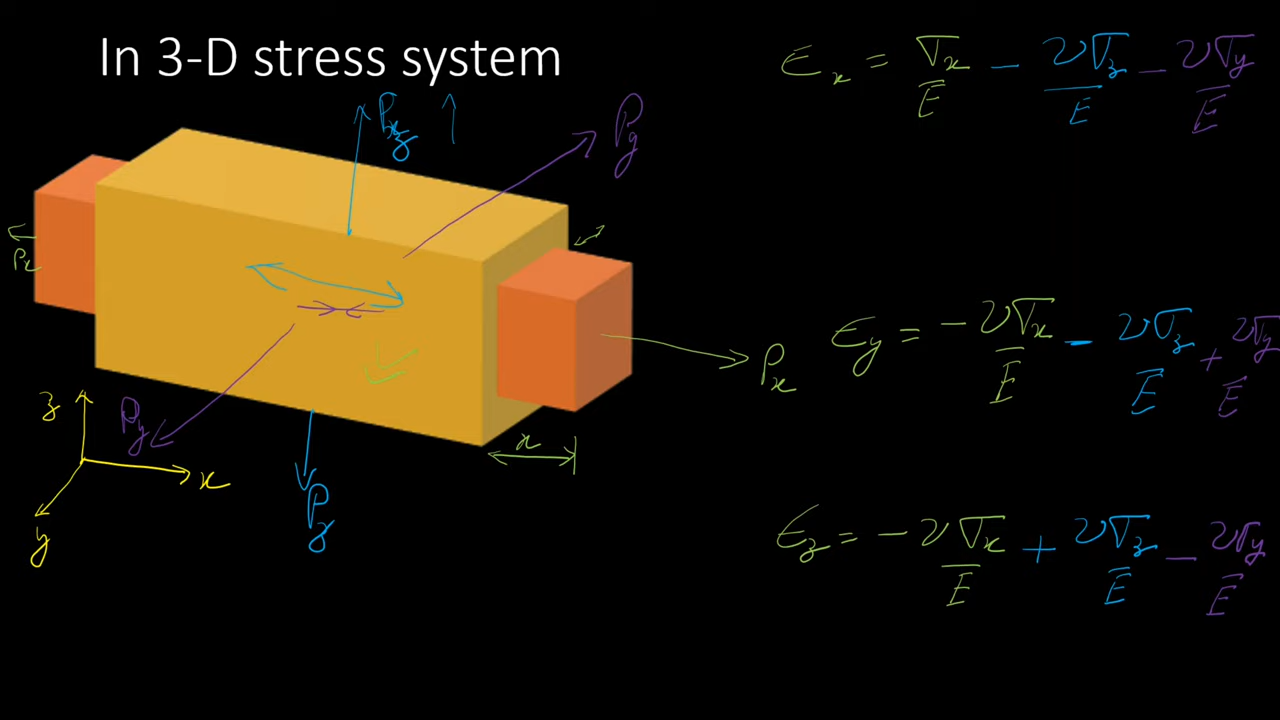 In 3-D stress system
ϵx = σx/E - νσz/E - νσy/E
Pz
Py
Px
ϵy = -νσx/E - νσz/E + νσy/E
Px
z
Py
x
x
Pz
y
ϵz = -νσx/E + νσz/E - νσy/E